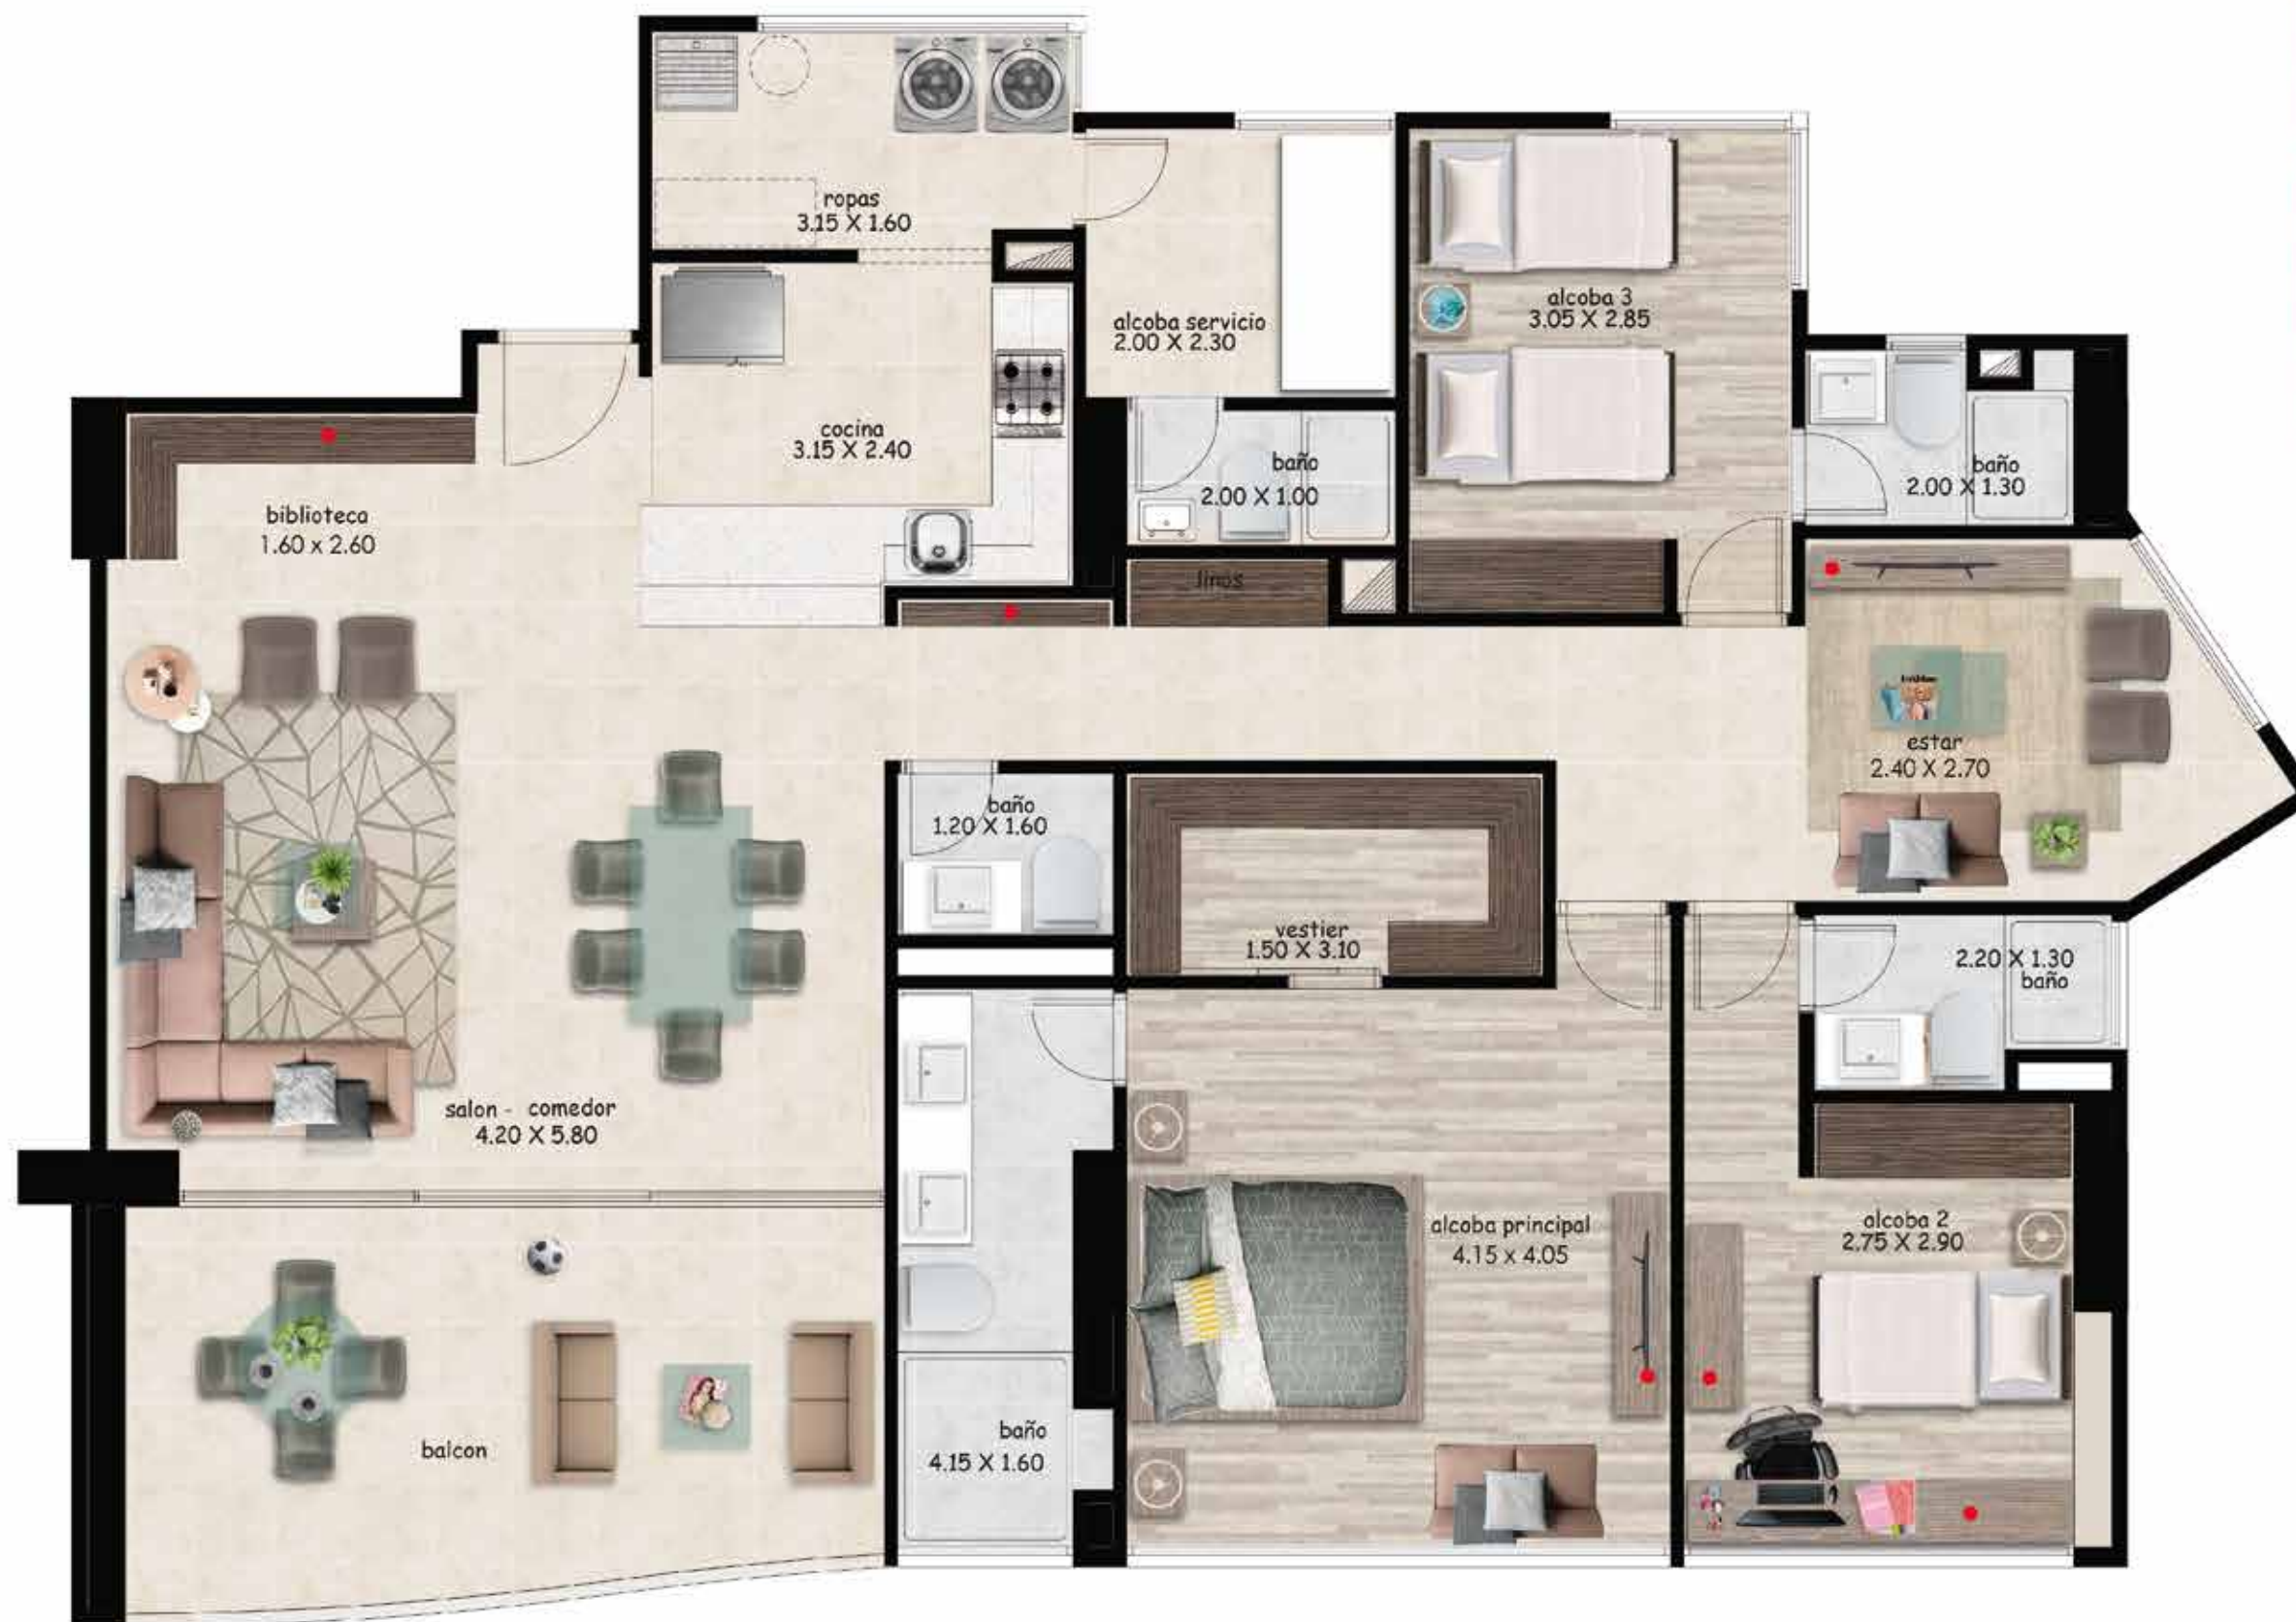 ropas
3.15 X 1.60
alcoba servicio
2.00 X 2.30
alcoba 3
3.05 X 2.85
cocina
3.15 X 2.40
baño
2.00 X 1.00
baño
2.00 X 1.30
biblioteca
1.60 x 2.60
linos
estar
2.40 X 2.70
baño
1.20 X 1.60
vestier
1.50 X 3.10
2.20 X 1.30
baño
salon - comedor
4.20 X 5.80
alcoba principal
4.15 x 4.05
alcoba 2
2.75 X 2.90
balcon
baño
4.15 X 1.60